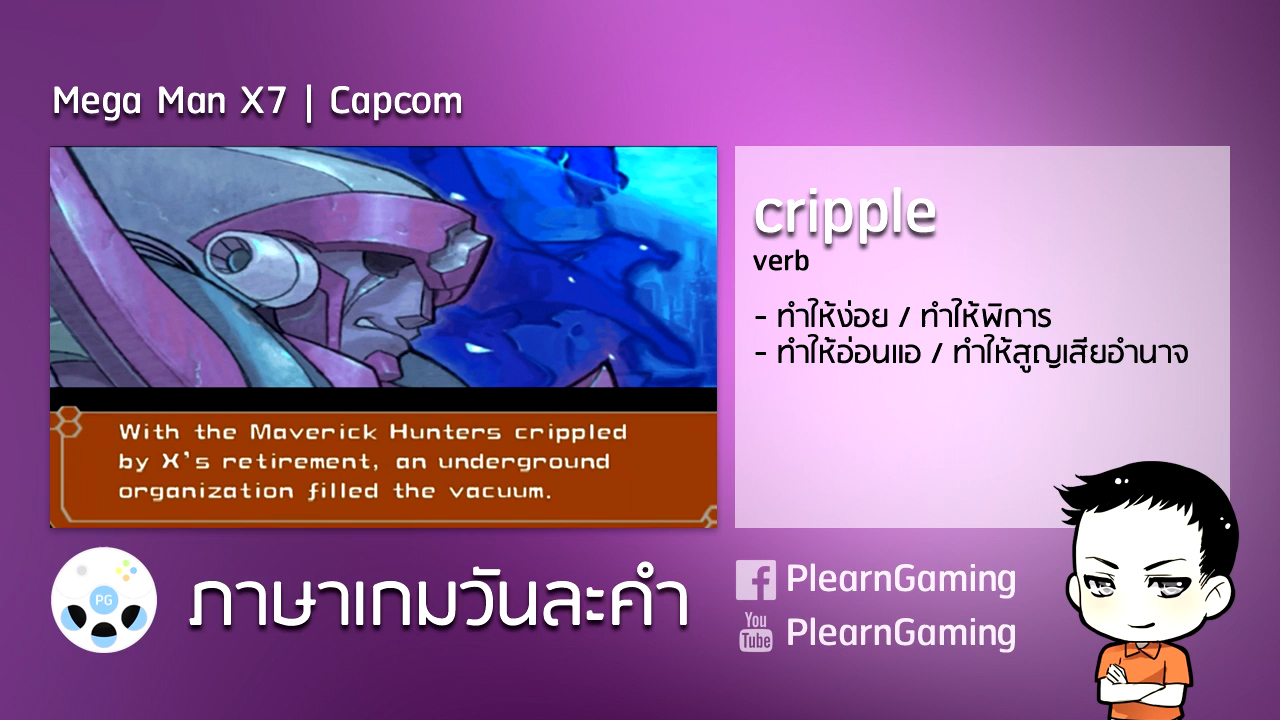 Mega Man X7 | Capcom
With the Maverick Hunters crippled
by X's retirement, an underground
organization filled the vacuum.
cripple
verb
- ทำให้ง่อย / ทำให้พิการ
- ทำให้อ่อนแอ / ทำให้สูญเสียอำนาจ
PG
ภาษาเกมวันละคำ
f PlearnGaming
You Tube PlearnGaming